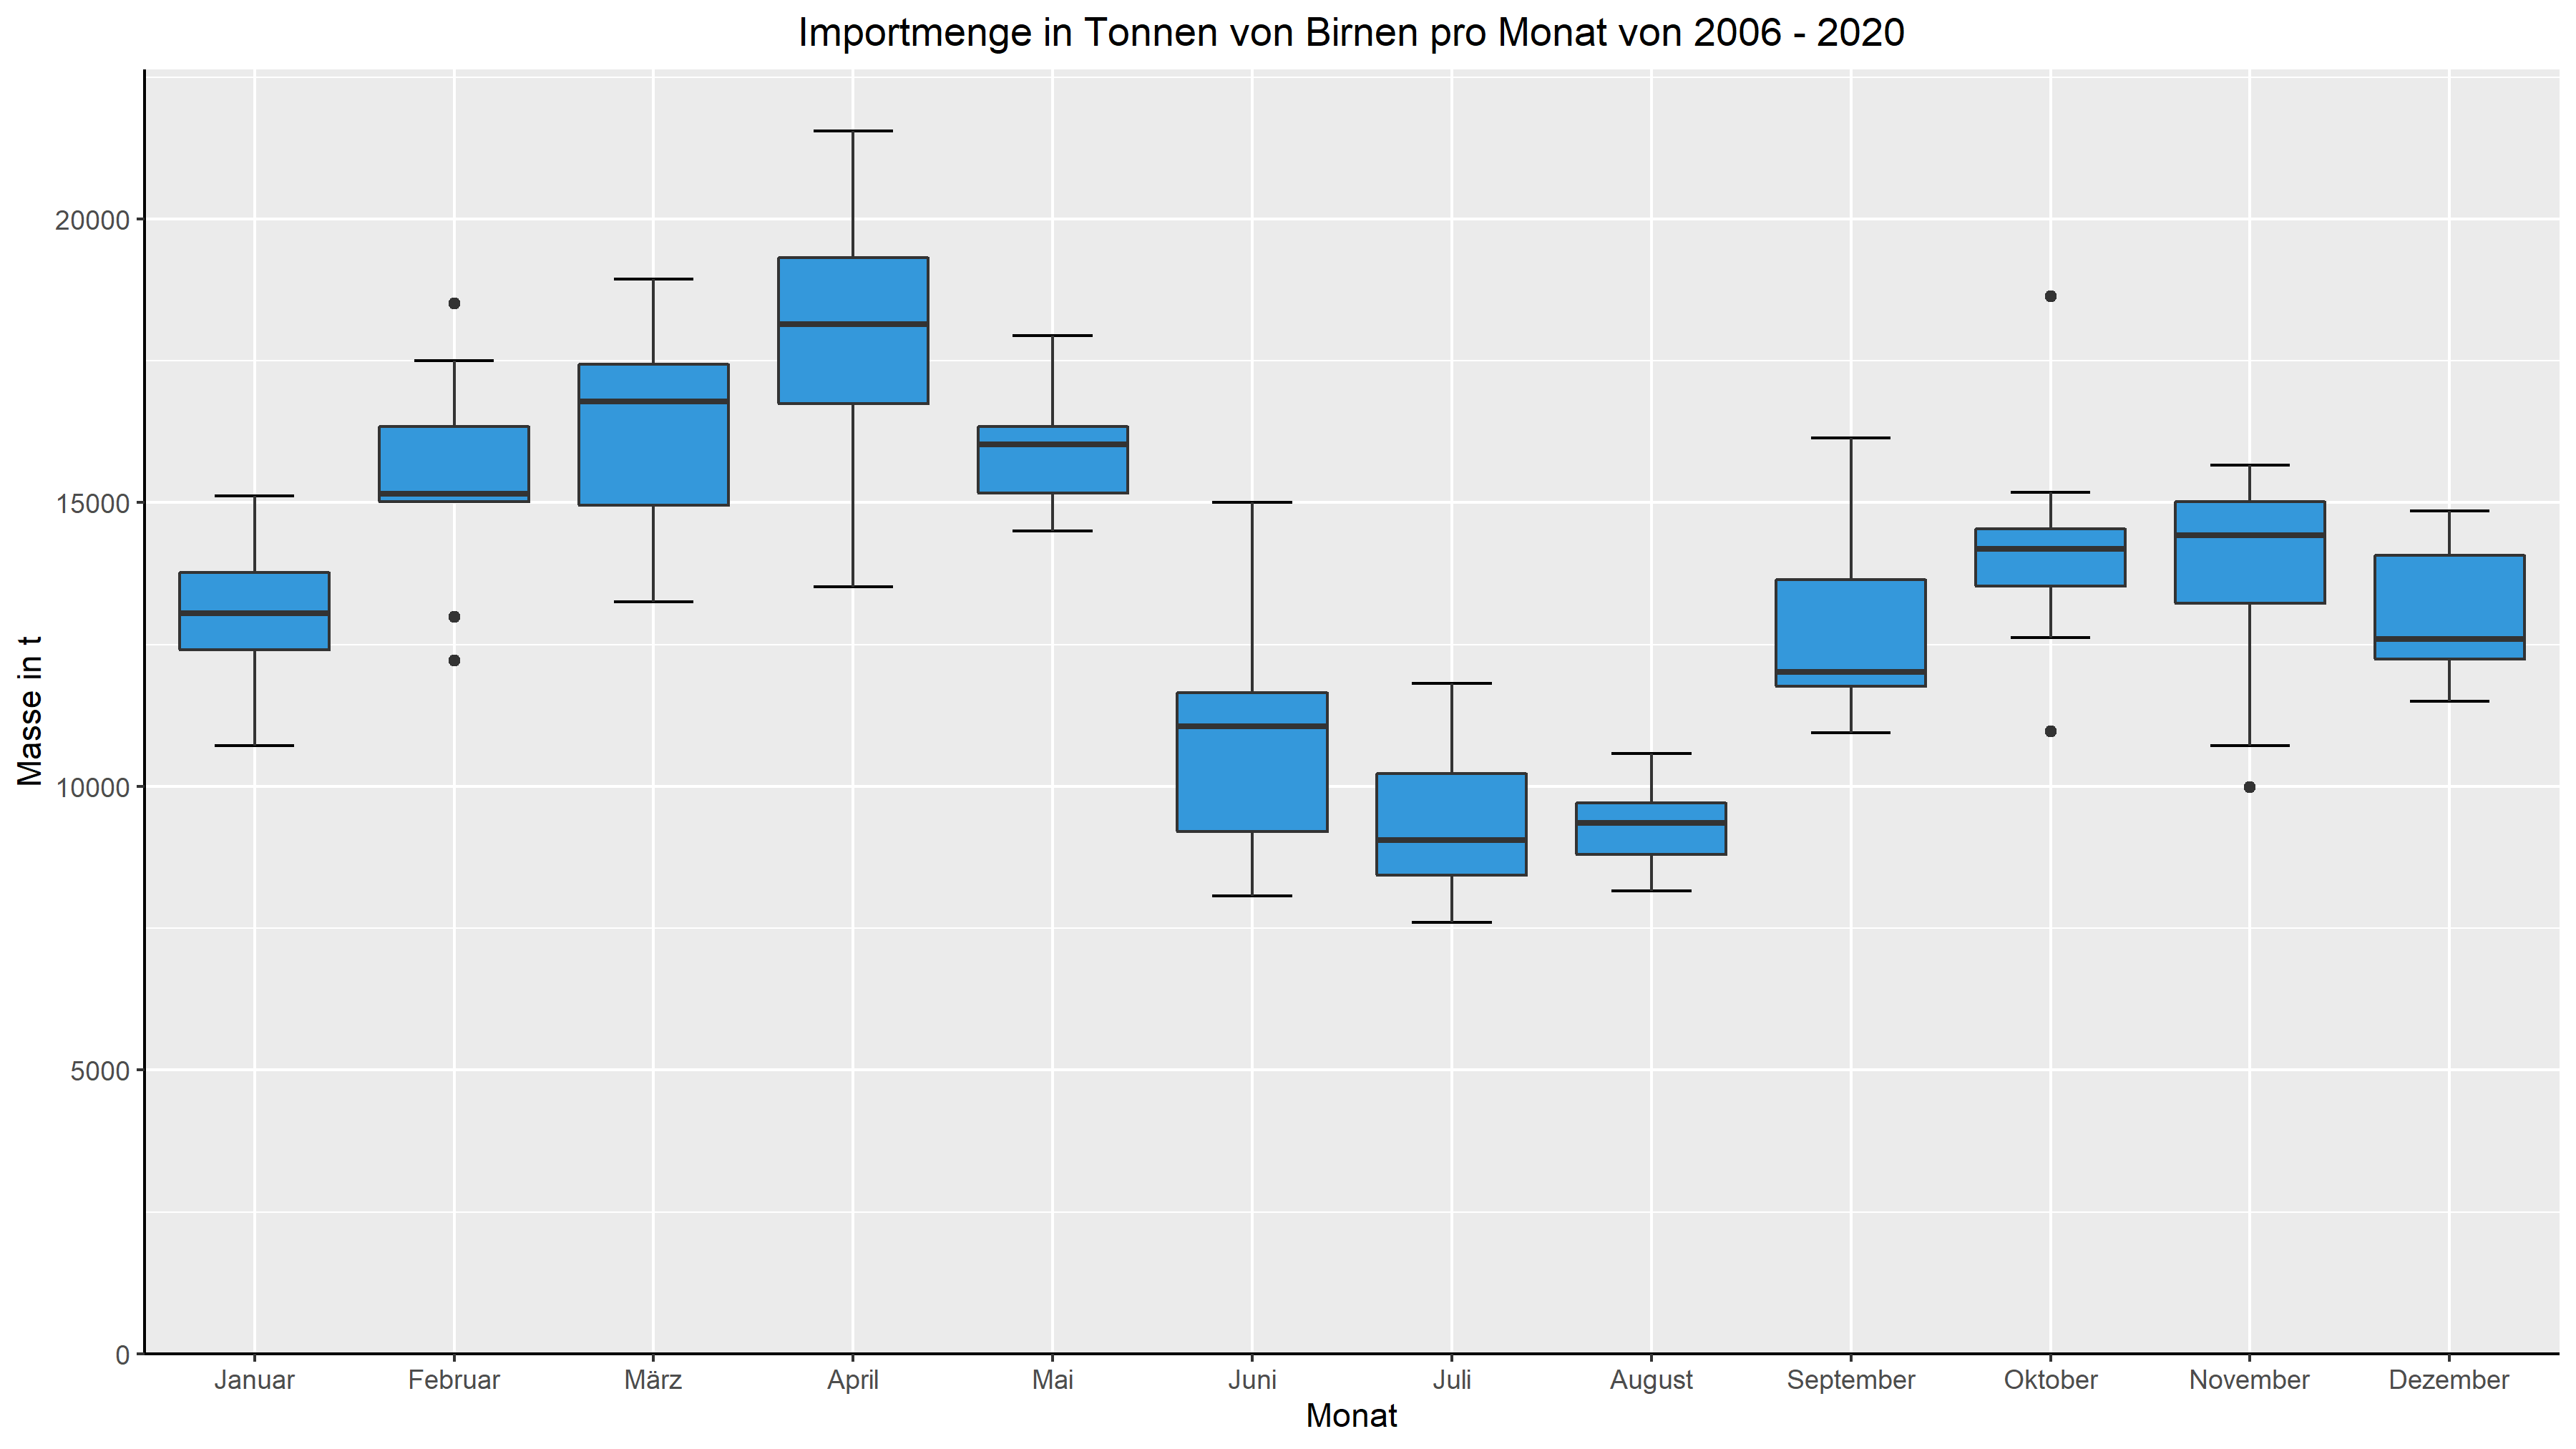 Importmenge in Tonnen von Birnen pro Monat von 2006 - 2020
Masse in t
20000
15000
10000
5000
0
Januar Februar März April Mai Juni Juli August September Oktober November Dezember
Monat